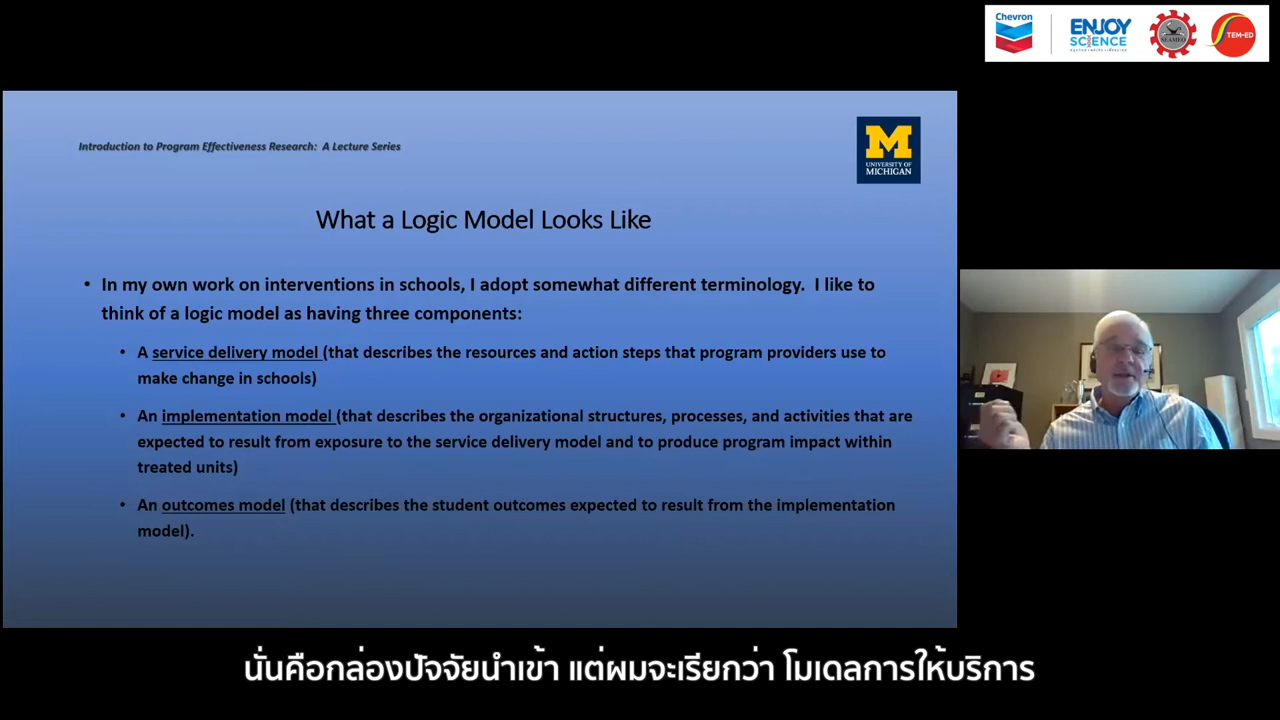 Chevron
ENJOY
SCIENCE
SEAMEO
STEM-ED
Introduction to Program Effectiveness Research: A Lecture Series
M
UNIVERSITY OF
MICHIGAN
What a Logic Model Looks Like
• In my own work on interventions in schools, I adopt somewhat different terminology. I like to
think of a logic model as having three components:
• A service delivery model (that describes the resources and action steps that program providers use to
make change in schools)
• An implementation model (that describes the organizational structures, processes, and activities that are
expected to result from exposure to the service delivery model and to produce program impact within
treated units)
• An outcomes model (that describes the student outcomes expected to result from the implementation
model).
นั่นคือกล่องปัจจัยนำเข้า แต่ผมจะเรียกว่า โมเดลการให้บริการ